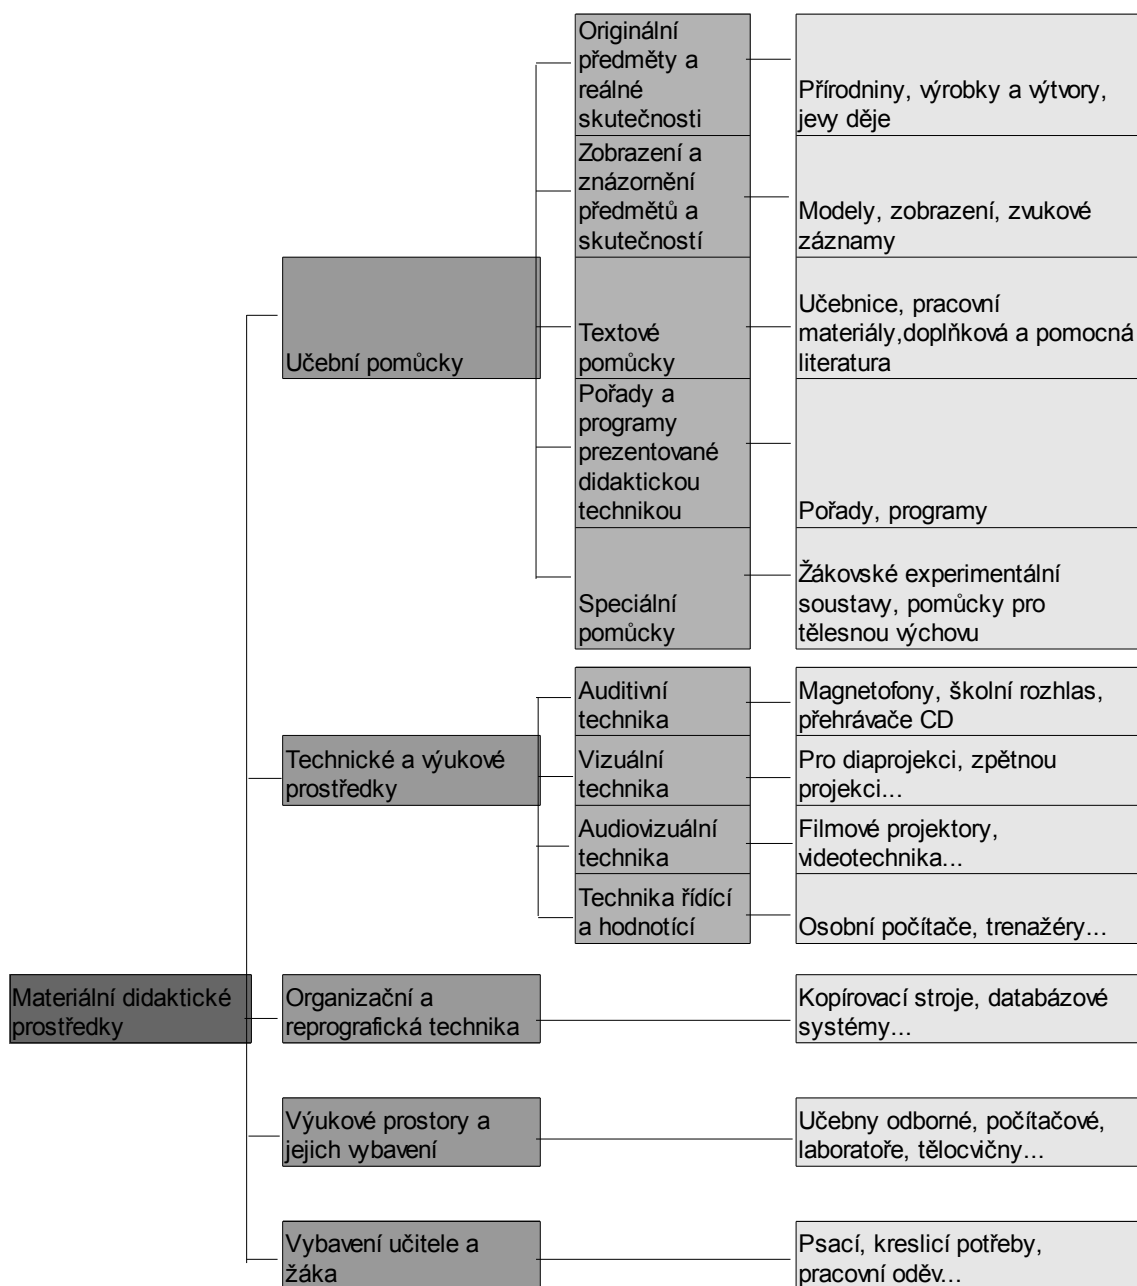 Originální
předměty a
reálné
skutečnosti
Přírodniny, výrobky a výtvory,
jevy děje
Zobrazení a
znázornění
předmětů a
skutečností
Modely, zobrazení, zvukové
záznamy
Učební pomůcky
Textové
pomůcky
Učebnice, pracovní
materiály,doplňková a pomocná
literatura
Pořady a
programy
prezentované
didaktickou
technikou
Pořady, programy
Speciální
pomůcky
Žákovské experimentální
soustavy, pomůcky pro
tělesnou výchovu
Auditivní
technika
Magnetofony, školní rozhlas,
přehrávače CD
Technické a výukové
prostředky
Vizuální
technika
Pro diaprojekci, zpětnou
projekci...
Audiovizuální
technika
Filmové projektory,
videotechnika...
Technika řídící
a hodnotící
Osobní počítače, trenažéry...
Materiální didaktické
prostředky
Organizační a
reprografická technika
Kopírovací stroje, databázové
systémy...
Výukové prostory a
jejich vybavení
Učebny odborné, počítačové,
laboratoře, tělocvičny...
Vybavení učitele a
žáka
Psací, kreslicí potřeby,
pracovní oděv...